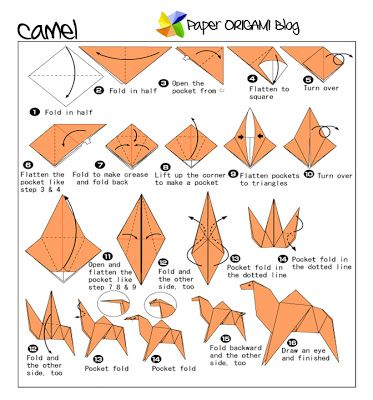 camel
Paper ORIGAMI Blog
1 Fold in half
2 Fold in half
3 Open the
pocket from
4 Flatten to
square
5 Turn over
6
Flatten the
pocket like
step 3 & 4
7
Fold to make crease
and fold back
8
Lift up the corner
to make a pocket
9
Flatten pockets
to triangles
10 Turn over
11
Open and
flatten the
pocket like
step 7 8 & 9
12
Fold and
the other
side, too
13
Pocket fold in
the dotted line
14 Pocket fold in
the dotted line
12
Fold and
the other
side, too
13
Pocket fold
14
Pocket fold
15
Fold backward
and the other
side, too
16
Draw an eye
and finished